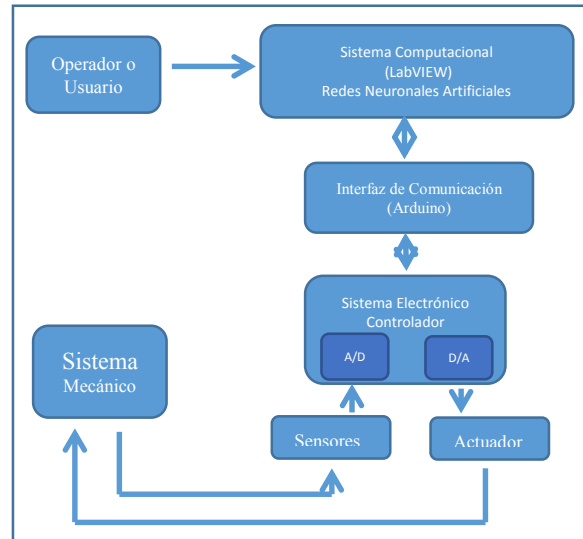 Operador o
Usuario
Sistema Computacional
(LabVIEW)
Redes Neuronales Artificiales
Interfaz de Comunicación
(Arduino)
Sistema Electrónico
Controlador
A/D
D/A
Sistema
Mecánico
Sensores
Actuador